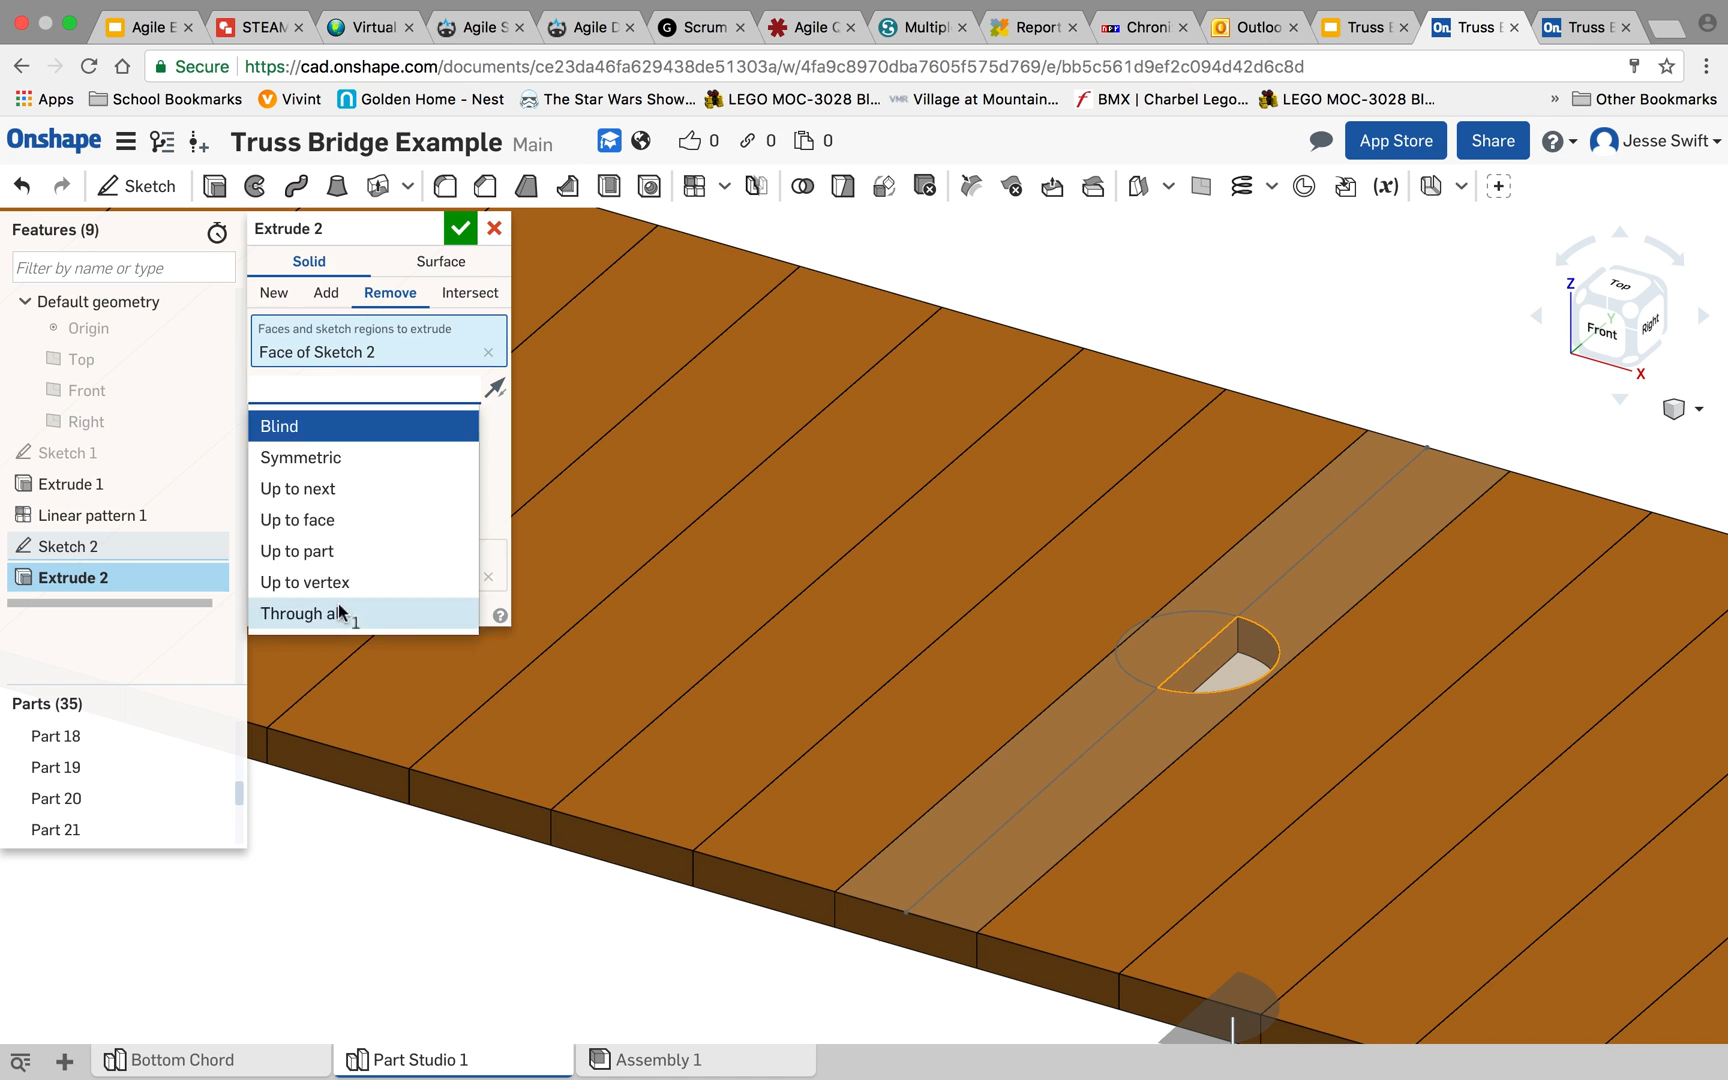 Agile E
STEAM
Virtual
Agile S
Agile D
Scrum
Agile C
Multipl
Report
Chroni
Outloo
Truss E
Truss E
Truss E
Secure https://cad.onshape.com/documents/ce23da46fa629438de51303a/w/4fa9c8970dba7605f575d769/e/bb5c561d9ef2c094d42d6c8d
Apps School Bookmarks Vivint Golden Home - Nest The Star Wars Show... LEGO MOC-3028 Bl... Village at Mountain... BMX | Charbel Lego... LEGO MOC-3028 Bl... » Other Bookmarks
Onshape Truss Bridge Example Main 0 0 0 App Store Share Jesse Swift
Sketch (x)
Features (9)
Filter by name or type
Default geometry
Origin
Top
Front
Right
Sketch 1
Extrude 1
Linear pattern 1
Sketch 2
Extrude 2
Parts (35)
Part 18
Part 19
Part 20
Part 21
Extrude 2
Solid Surface
New Add Remove Intersect
Faces and sketch regions to extrude
Face of Sketch 2
Blind
Symmetric
Up to next
Up to face
Up to part
Up to vertex
Through al
1
Z
Top
Y
Front
Right
X
Bottom Chord
Part Studio 1
Assembly 1